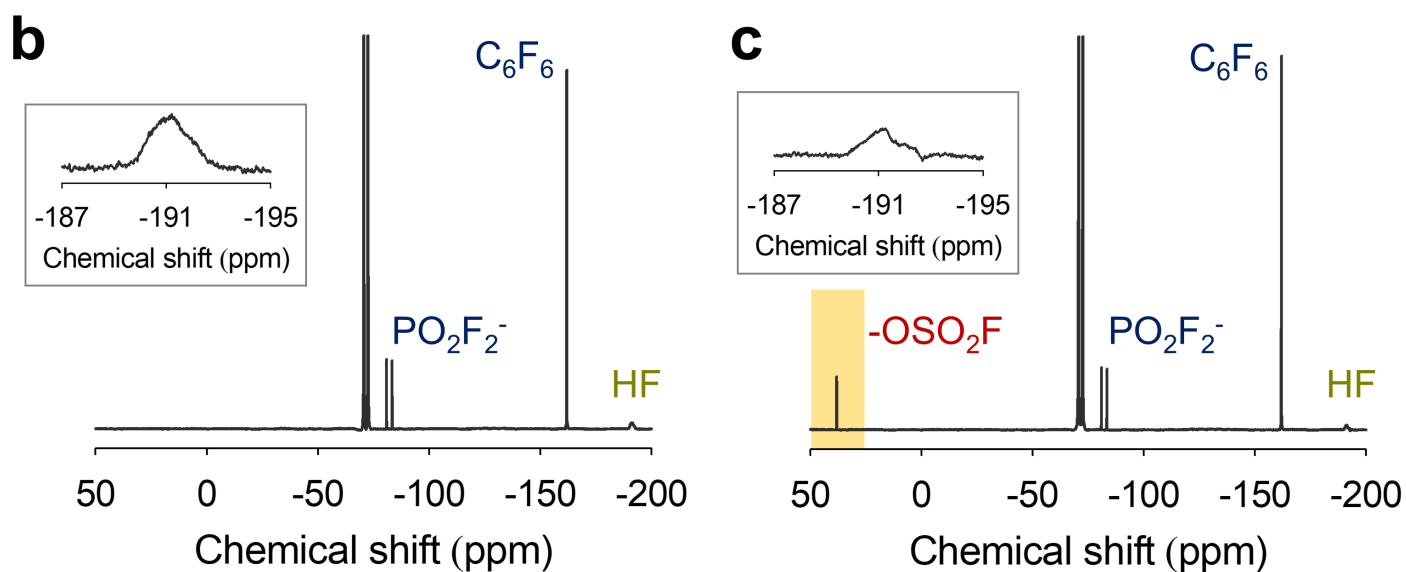 b
C₆F₆
-187 -191 -195
Chemical shift (ppm)
PO₂F₂⁻
HF
50 0 -50 -100 -150 -200
Chemical shift (ppm)
c
C₆F₆
-187 -191 -195
Chemical shift (ppm)
-OSO₂F
PO₂F₂⁻
HF
50 0 -50 -100 -150 -200
Chemical shift (ppm)